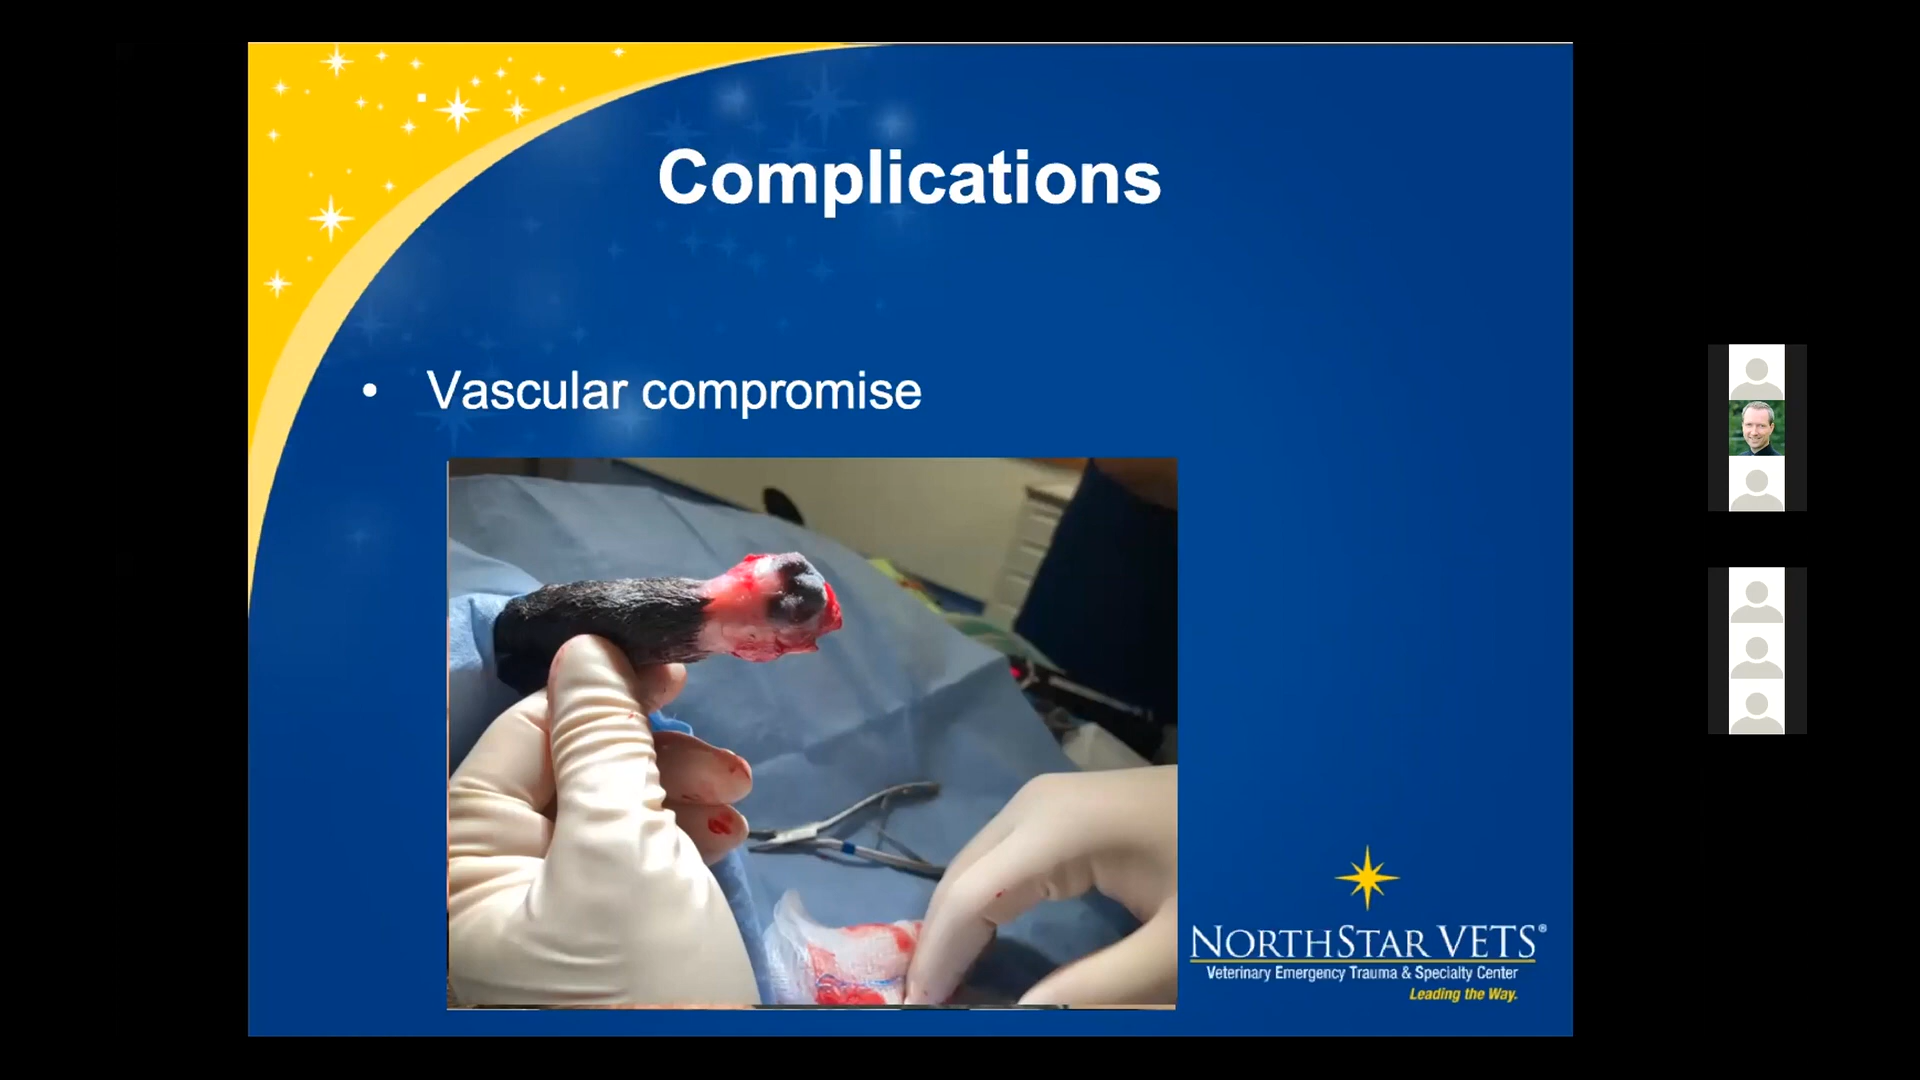 Complications
• Vascular compromise
NORTHSTAR VETS®
Veterinary Emergency Trauma & Specialty Center
Leading the Way.